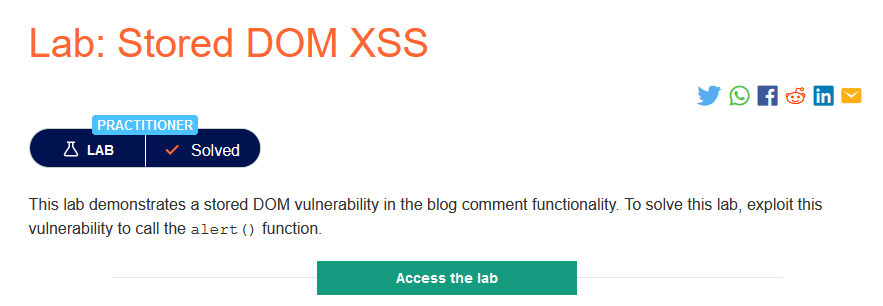 Lab: Stored DOM XSS
PRACTITIONER
LAB
Solved
This lab demonstrates a stored DOM vulnerability in the blog comment functionality. To solve this lab, exploit this
vulnerability to call the alert() function.
Access the lab